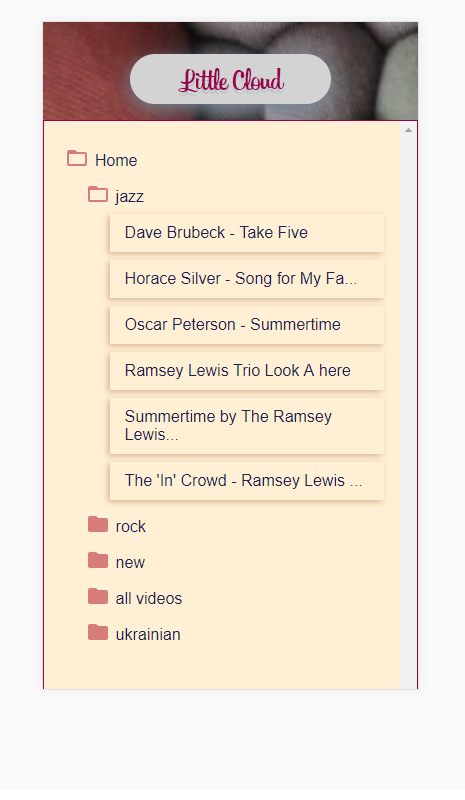 Little Cloud
Home
jazz
Dave Brubeck - Take Five
Horace Silver - Song for My Fa...
Oscar Peterson - Summertime
Ramsey Lewis Trio Look A here
Summertime by The Ramsey
Lewis...
The 'In' Crowd - Ramsey Lewis ...
rock
new
all videos
ukrainian